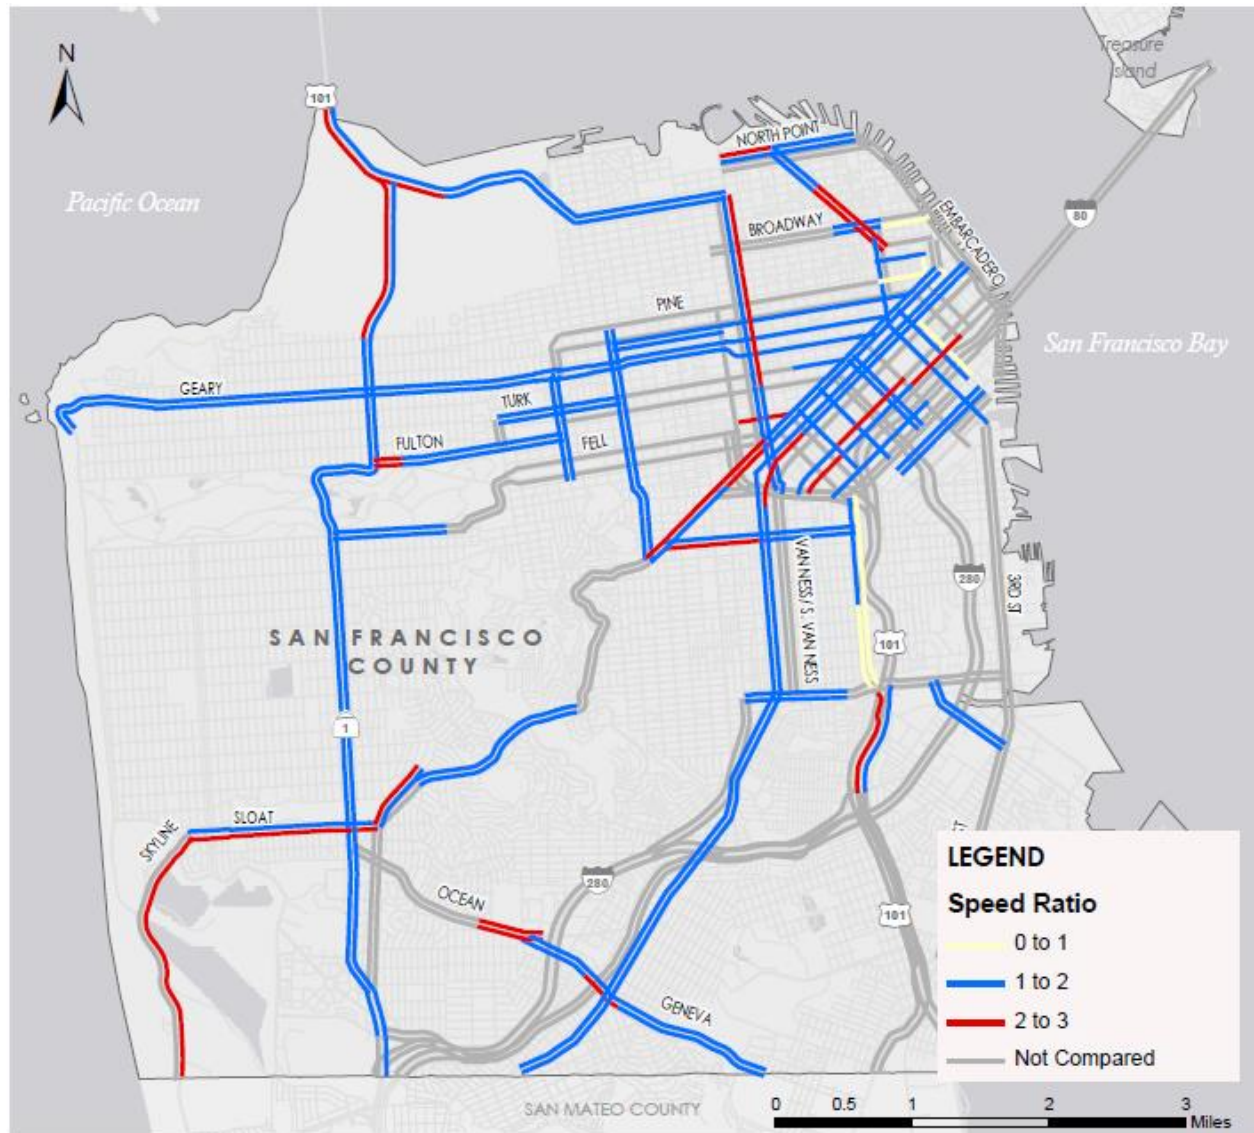 N
Treasure
Island
101
NORTH POINT
Pacific Ocean
80
EMBARCADERO
BROADWAY
PINE
San Francisco Bay
GEARY
TURK
FULTON
FELL
280
3RD ST
VAN NESS / S. VAN NESS
SAN FRANCISCO
COUNTY
101
1
SLOAT
SKYLINE
OCEAN
280
101
GENEVA
LEGEND
Speed Ratio
0 to 1
1 to 2
2 to 3
Not Compared
SAN MATEO COUNTY
0 0.5 1 2 3
Miles